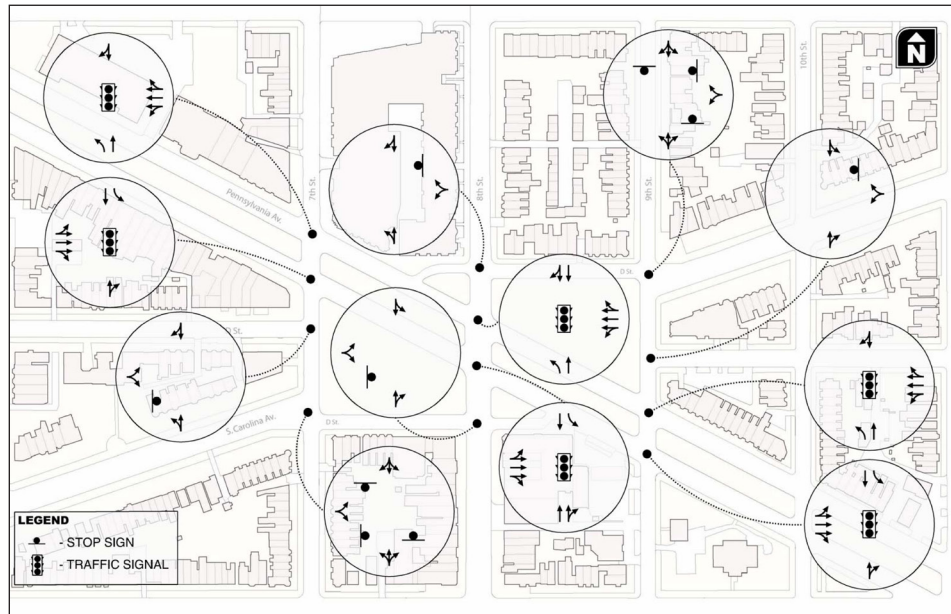 N
10th St.
Pennsylvania Av.
7th St.
8th St.
9th St.
D St.
D St.
S. Carolina Av.
D St.
LEGEND
- STOP SIGN
- TRAFFIC SIGNAL